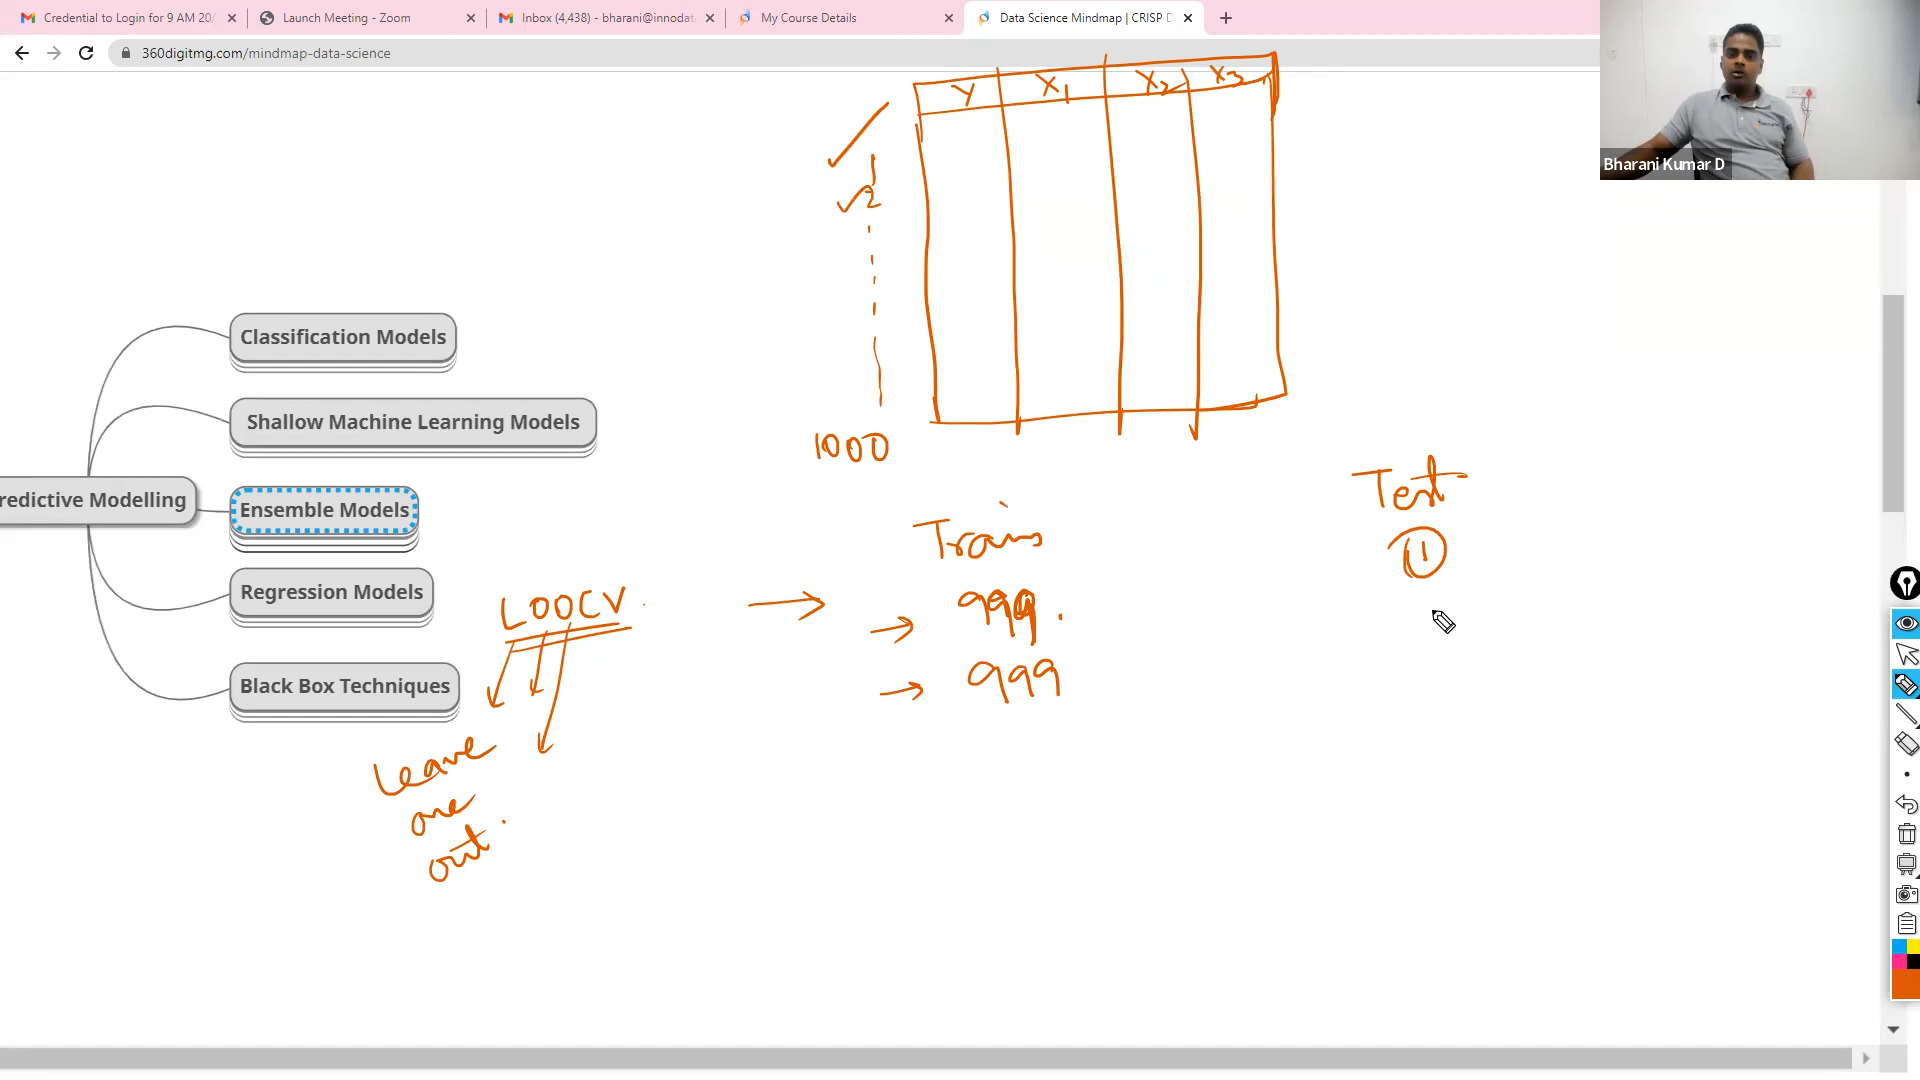 Credential to Login for 9 AM 20/
Launch Meeting - Zoom
Inbox (4,438) - bharani@innodat
My Course Details
Data Science Mindmap | CRISP D
360digitmg.com/mindmap-data-science
Bharani Kumar D
Y X1 X2 X3
1
2
1000
Classification Models
Shallow Machine Learning Models
redictive Modelling
Ensemble Models
Regression Models
Black Box Techniques
LOOCV
Leave
one
out
Train
Test
999
1
999